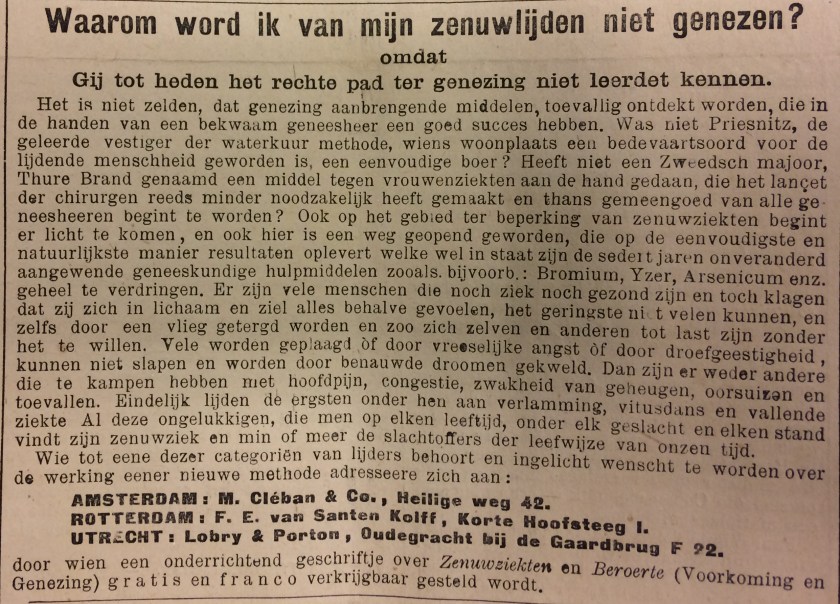 Waarom word ik van mijn zenuwlijden niet genezen?
omdat
Gij tot heden het rechte pad ter genezing niet leerdet kennen.
Het is niet zelden, dat genezing aanbrengende middelen, toevallig ontdekt worden, die in
de handen van een bekwaam geneesheer een goed succes hebben. Was niet Priesnitz, de
geleerde vestiger der waterkuur methode, wiens woonplaats een bedevaartsoord voor de
lijdende menschheid geworden is, een eenvoudige boer? Heeft niet een Zweedsch majoor,
Thure Brand genaamd een middel tegen vrouwenziekten aan de hand gedaan, die het lançet
der chirurgen reeds minder noodzakelijk heeft gemaakt en thans gemeengoed van alle ge
neesheeren begint te worden? Ook op het gebied ter beperking van zenuwziekten begint
er licht te komen, en ook hier is een weg geopend geworden, die op de eenvoudigste en
natuurlijkste manier resultaten oplevert welke wel in staat zijn de sedert jaren onveranderd
aangewende geneeskundige hulpmiddelen zooals. bijvoorb.: Bromium, Yzer, Arsenicum enz.
geheel te verdringen. Er zijn vele menschen die noch ziek noch gezond zijn en toch klagen
dat zij zich in lichaam en ziel alles behalve gevoelen, het geringste ni t velen kunnen, en
zelfs door een vlieg getergd worden en zoo zich zelven en anderen tot last zijn zonder
het te willen. Vele worden geplaagd òf door vreeselijke angst òf door droefgeestigheid,
kunnen niet slapen en worden door benauwde droomen gekweld. Dan zijn er weder andere
die te kampen hebben met hoofdpijn, congestie, zwakheid van geheugen, oorsuizen en
toevallen. Eindelijk lijden de ergsten onder hen aan verlamming, vitusdans en vallende
ziekte Al deze ongelukkigen, die men op elken leeftijd, onder elk geslacht en elken stand
vindt zijn zenuwziek en min of meer de slachtoffers der leefwijze van onzen tijd.
Wie tot eene dezer categoriën van lijders behoort en ingelicht wenscht te worden over
de werking eener nieuwe methode adresseere zich aan:
AMSTERDAM: M. Cléban & Co., Heilige weg 42.
ROTTERDAM: F. E. van Santen Kolff, Korte Hoofsteeg I.
UTRECHT: Lobry & Porton, Oudegracht bij de Gaardbrug F 22.
door wien een onderrichtend geschriftje over Zenuwziekten en Beroerte (Voorkoming en
Genezing) gratis en franco verkrijgbaar gesteld wordt.